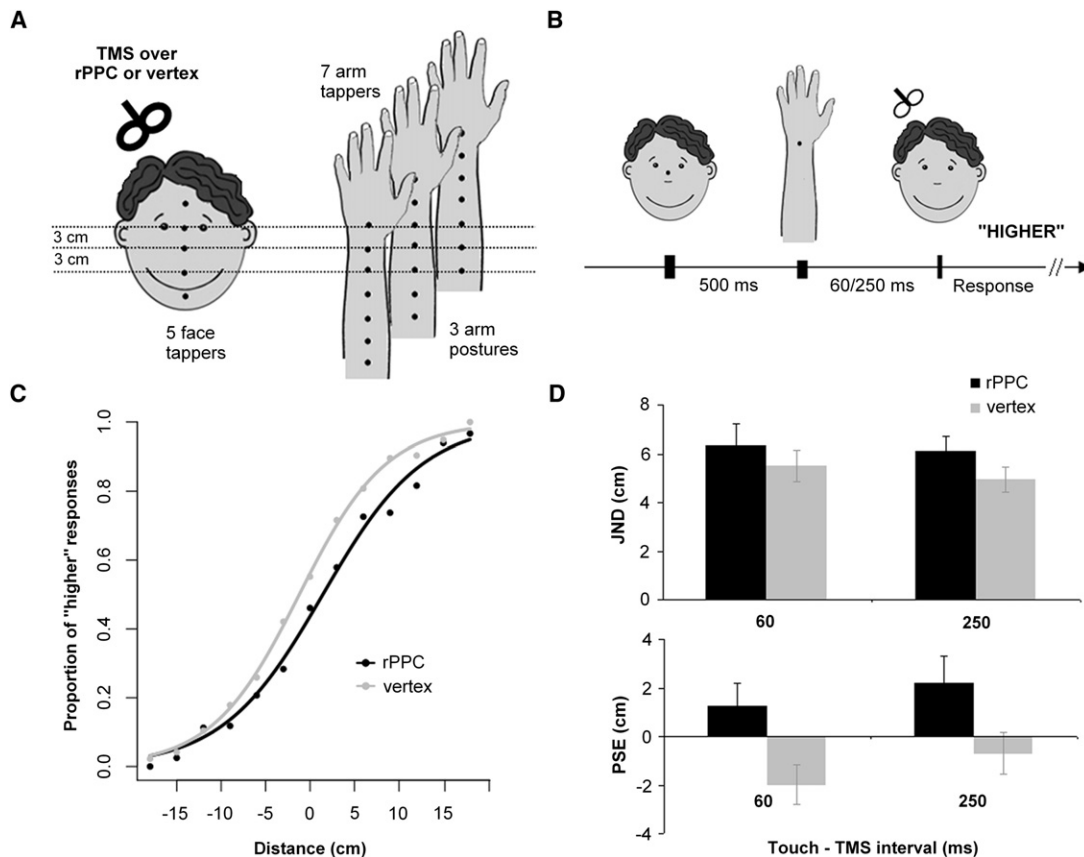 A
TMS over
rPPC or vertex
7 arm
tappers
3 cm
3 cm
5 face
tappers
3 arm
postures
B
"HIGHER"
500 ms
60/250 ms
Response
C
Proportion of "higher" responses
1.0
0.8
0.6
0.4
0.2
0.0
rPPC
vertex
-15 -10 -5 0 5 10 15
Distance (cm)
D
rPPC
vertex
JND (cm)
8
6
4
2
0
60 250
PSE (cm)
4
2
0
-2
-4
60 250
Touch - TMS interval (ms)